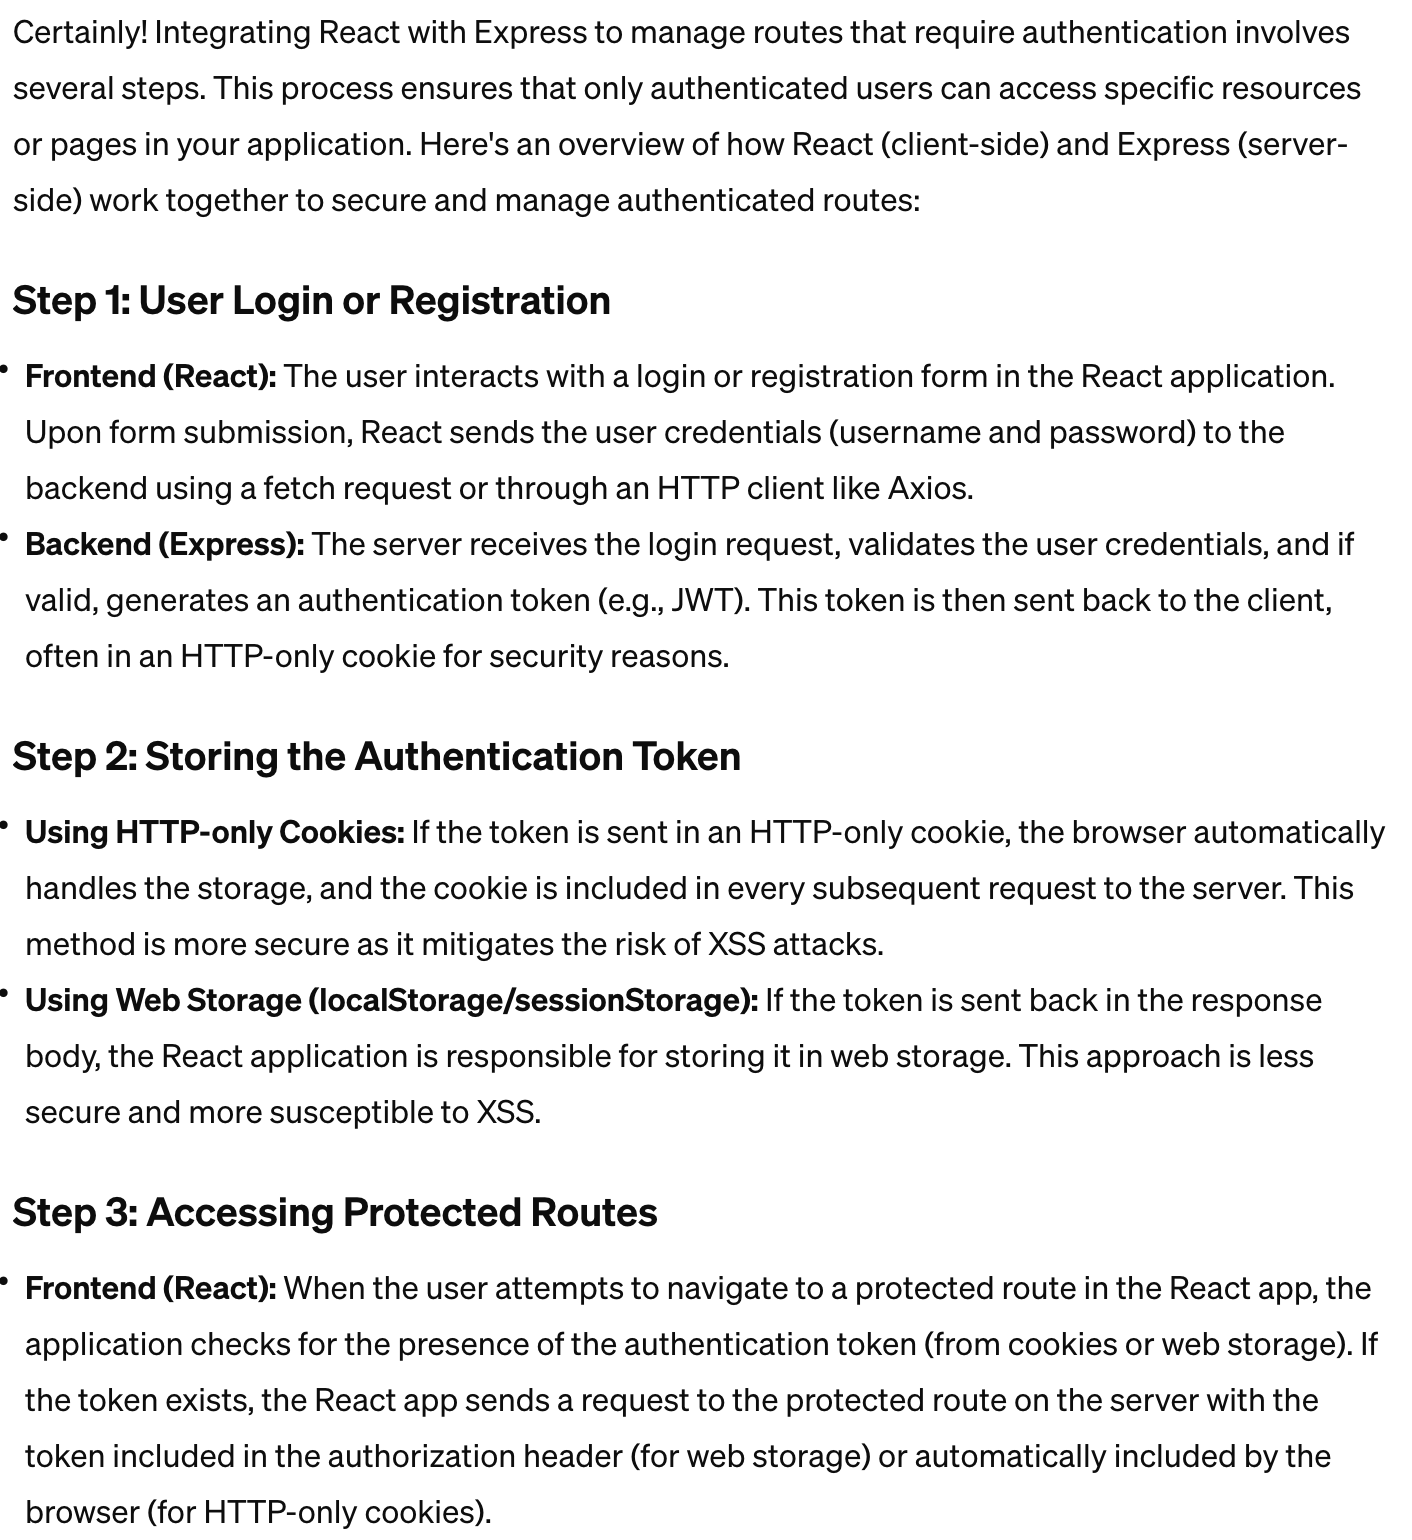 Certainly! Integrating React with Express to manage routes that require authentication involves
several steps. This process ensures that only authenticated users can access specific resources
or pages in your application. Here's an overview of how React (client-side) and Express (server-
side) work together to secure and manage authenticated routes:
Step 1: User Login or Registration
• Frontend (React): The user interacts with a login or registration form in the React application.
Upon form submission, React sends the user credentials (username and password) to the
backend using a fetch request or through an HTTP client like Axios.
• Backend (Express): The server receives the login request, validates the user credentials, and if
valid, generates an authentication token (e.g., JWT). This token is then sent back to the client,
often in an HTTP-only cookie for security reasons.
Step 2: Storing the Authentication Token
• Using HTTP-only Cookies: If the token is sent in an HTTP-only cookie, the browser automatically
handles the storage, and the cookie is included in every subsequent request to the server. This
method is more secure as it mitigates the risk of XSS attacks.
• Using Web Storage (localStorage/sessionStorage): If the token is sent back in the response
body, the React application is responsible for storing it in web storage. This approach is less
secure and more susceptible to XSS.
Step 3: Accessing Protected Routes
• Frontend (React): When the user attempts to navigate to a protected route in the React app, the
application checks for the presence of the authentication token (from cookies or web storage). If
the token exists, the React app sends a request to the protected route on the server with the
token included in the authorization header (for web storage) or automatically included by the
browser (for HTTP-only cookies).